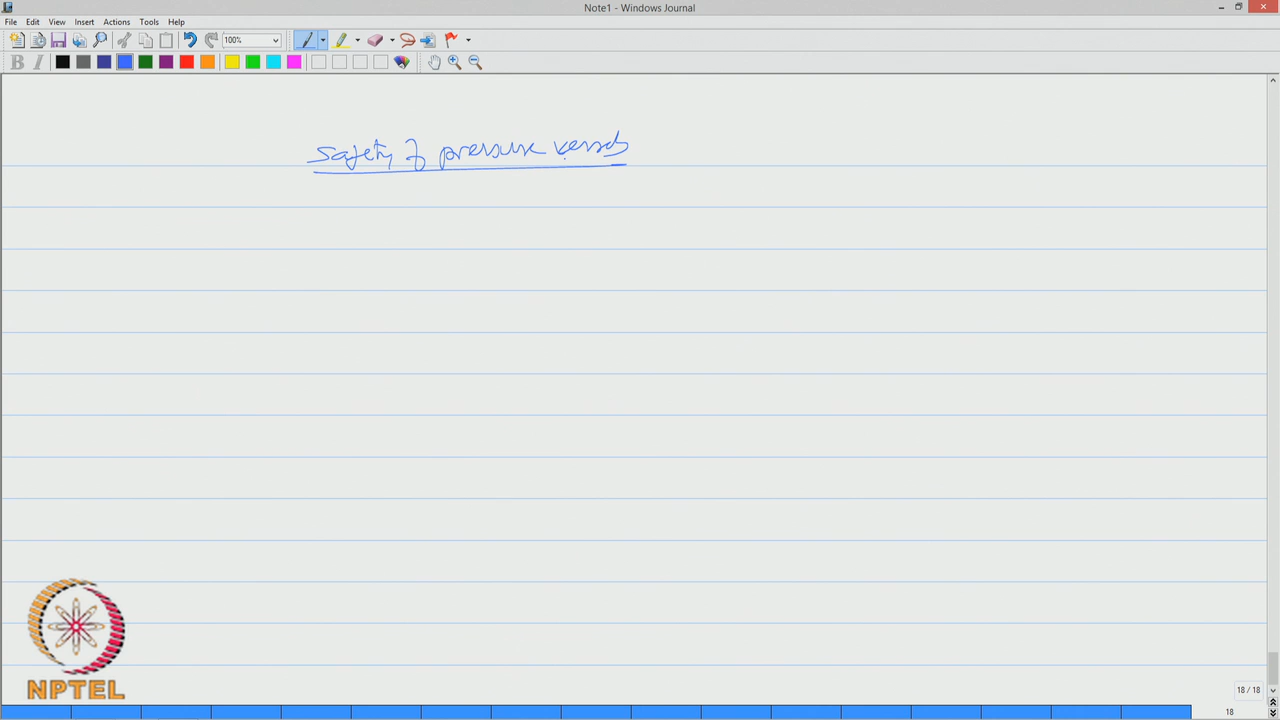 Note1 - Windows Journal
File Edit View Insert Actions Tools Help
100%
B I
Safety of pressure vessels
NPTEL
18 / 18
18